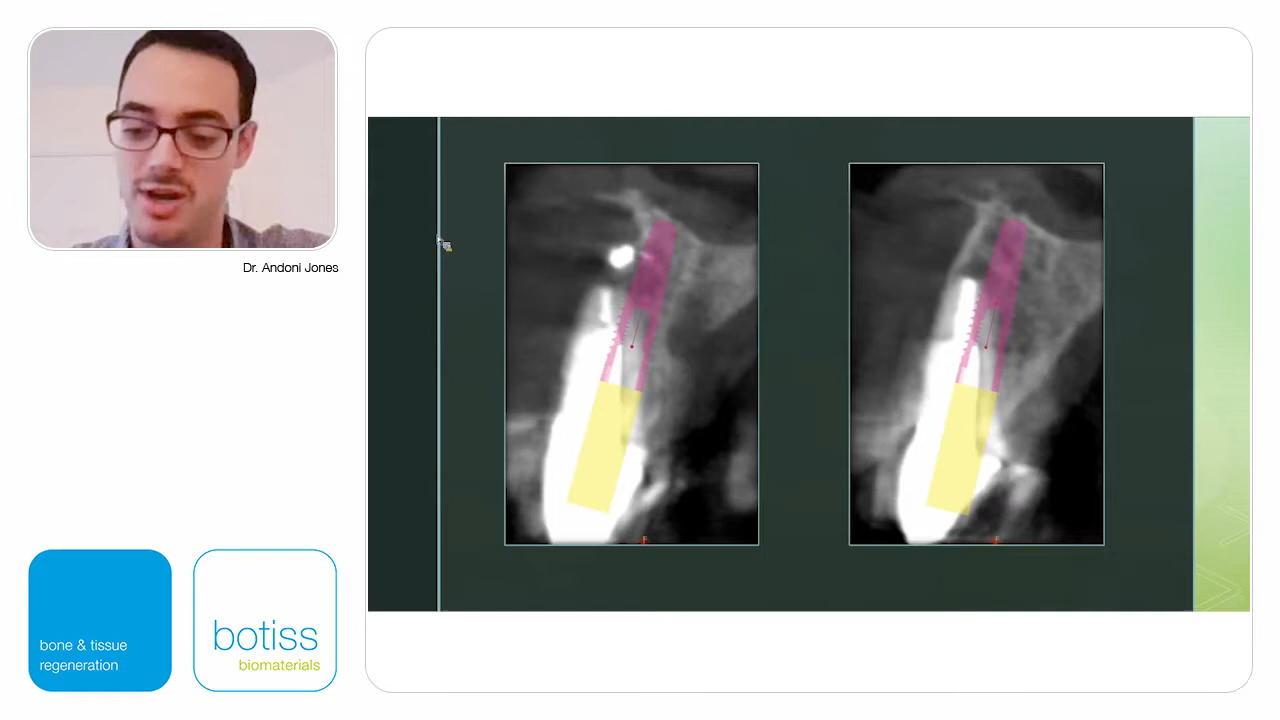 Dr. Andoni Jones
bone & tissue
regeneration
botiss
biomaterials